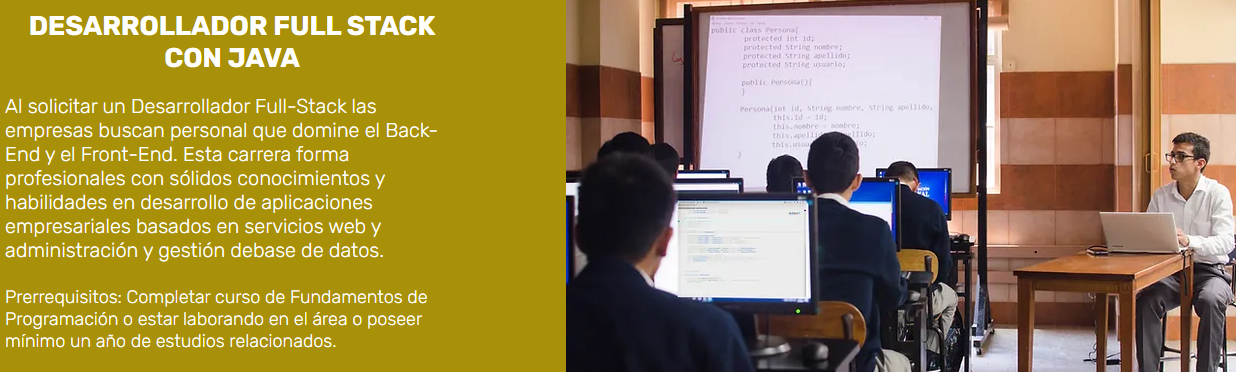 DESARROLLADOR FULL STACK
CON JAVA
Al solicitar un Desarrollador Full-Stack las
empresas buscan personal que domine el Back-
End y el Front-End. Esta carrera forma
profesionales con sólidos conocimientos y
habilidades en desarrollo de aplicaciones
empresariales basados en servicios web y
administración y gestión debase de datos.
Prerrequisitos: Completar curso de Fundamentos de
Programación o estar laborando en el área o poseer
mínimo un año de estudios relacionados.
public class Persona{
protected int id;
protected String nombre;
protected String apellido;
protected String usuario;
public Persona(){
}
Persona(int id, String nombre, String apellido,
this.id = id;
this.nombre = nombre;
this.apellido
this.usua
}